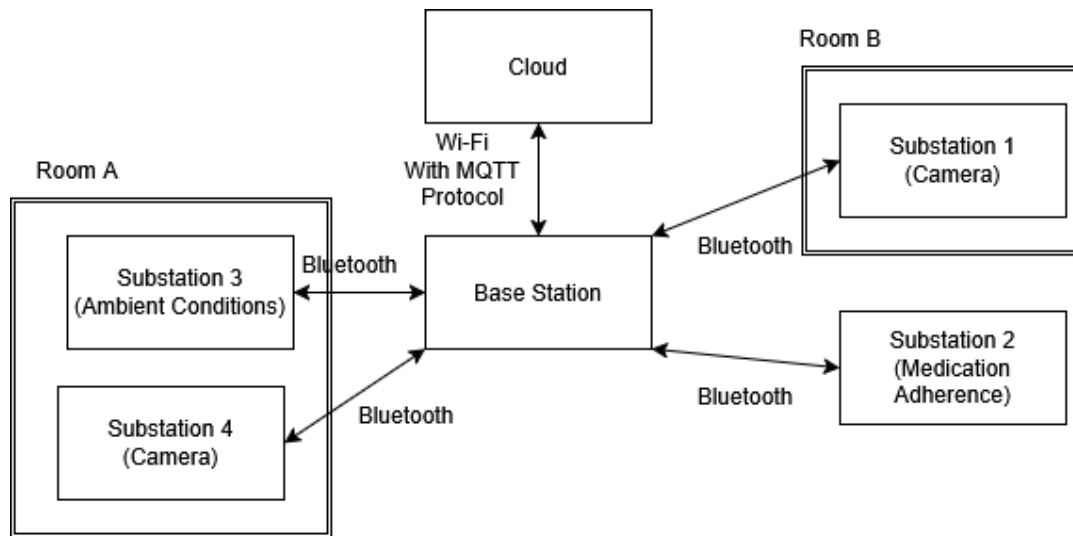 Cloud
Room B
Wi-Fi
With MQTT
Protocol
Substation 1
(Camera)
Room A
Bluetooth
Substation 3
(Ambient Conditions)
Bluetooth
Base Station
Substation 2
(Medication
Adherence)
Bluetooth
Substation 4
(Camera)
Bluetooth